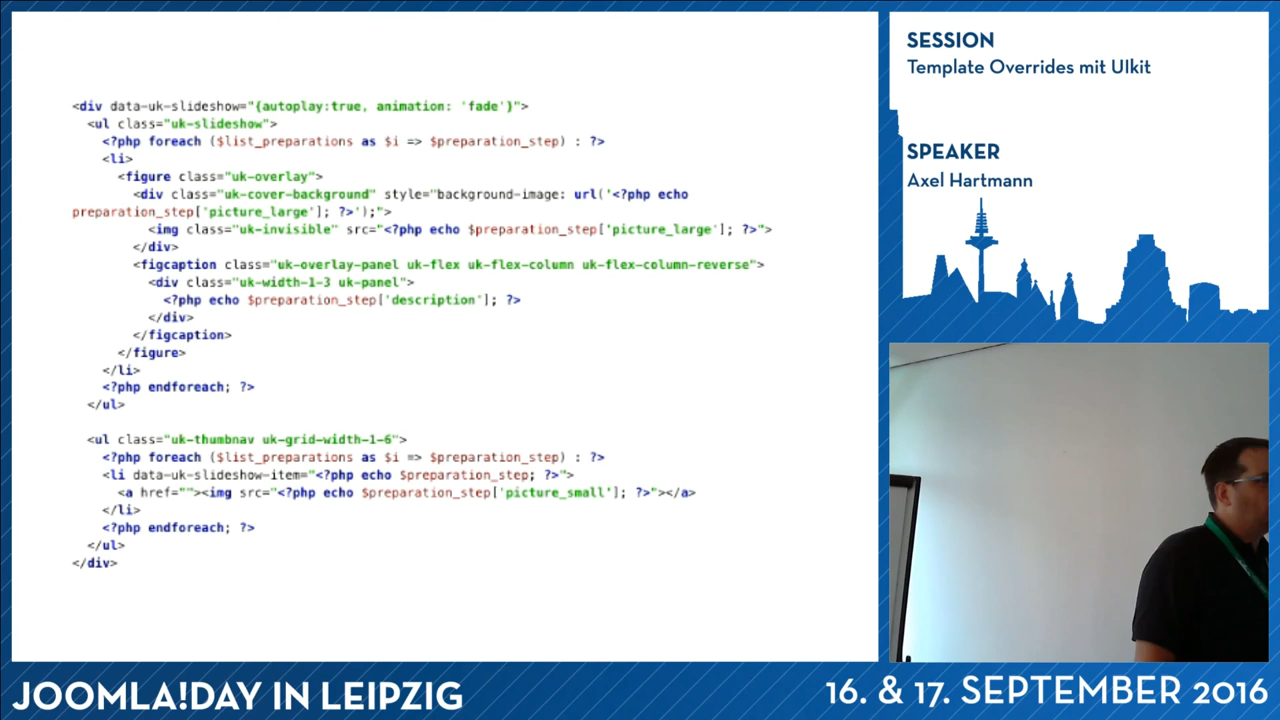 <div data-uk-slideshow="{autoplay:true, animation: 'fade'}">
<ul class="uk-slideshow">
<?php foreach ($list_preparations as $i => $preparation_step) : ?>
<li>
<figure class="uk-overlay">
<div class="uk-cover-background" style="background-image: url('<?php echo
preparation_step['picture_large']; ?>');">
<img class="uk-invisible" src="<?php echo $preparation_step['picture_large']; ?>">
</div>
<figcaption class="uk-overlay-panel uk-flex uk-flex-column uk-flex-column-reverse">
<div class="uk-width-1-3 uk-panel">
<?php echo $preparation_step['description']; ?>
</div>
</figcaption>
</figure>
</li>
<?php endforeach; ?>
</ul>
<ul class="uk-thumbnav uk-grid-width-1-6">
<?php foreach ($list_preparations as $i => $preparation_step) : ?>
<li data-uk-slideshow-item="<?php echo $preparation_step; ?>">
<a href=""><img src="<?php echo $preparation_step['picture_small']; ?>"></a>
</li>
<?php endforeach; ?>
</ul>
</div>
SESSION
Template Overrides mit UIkit
SPEAKER
Axel Hartmann
JOOMLA!DAY IN LEIPZIG
16. & 17. SEPTEMBER 2016